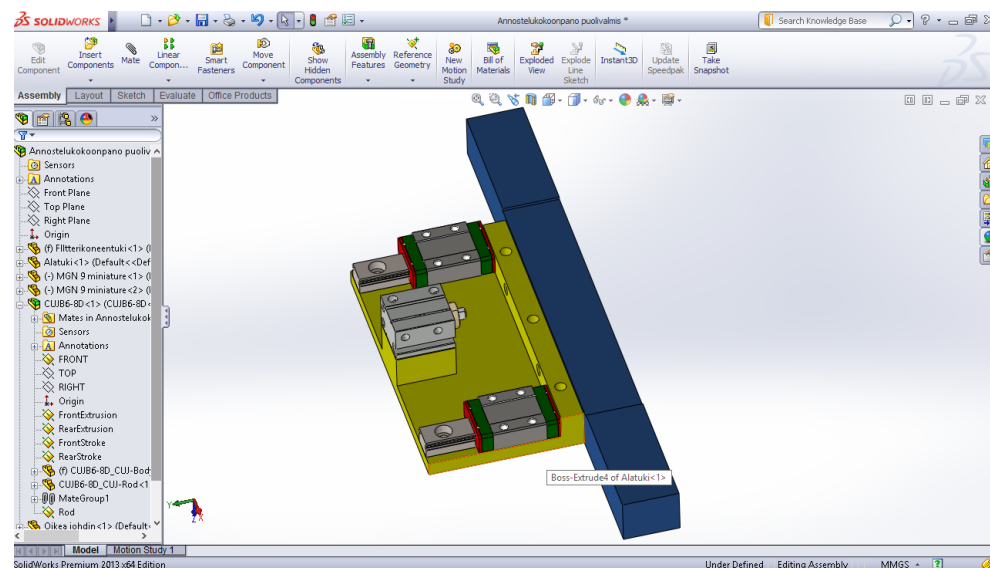 SOLIDWORKS
Annostelukokoonpano puolivalmis *
Search Knowledge Base
Edit Component
Insert Components
Mate
Linear Compon...
Smart Fasteners
Move Component
Show Hidden Components
Assembly Features
Reference Geometry
New Motion Study
Bill of Materials
Exploded View
Explode Line Sketch
Instant3D
Update Speedpak
Take Snapshot
Assembly
Layout
Sketch
Evaluate
Office Products
Annostelukokoonpano puoliv
Sensors
Annotations
Front Plane
Top Plane
Right Plane
Origin
(f) FIltterikoneentuki<1> (
Alatuki<1> (Default<<Def
(-) MGN 9 miniature<1> (
(-) MGN 9 miniature<2> (
CUJB6-8D<1> (CUJB6-8D<
Mates in Annostelukok
Sensors
Annotations
FRONT
TOP
RIGHT
Origin
FrontExtrusion
RearExtrusion
FrontStroke
RearStroke
(f) CUJB6-8D_CUJ-Bod
CUJB6-8D_CUJ-Rod<1
MateGroup1
Rod
Oikea johdin<1> (Default<
Boss-Extrude4 of Alatuki<1>
Y
Z
X
Model
Motion Study 1
SolidWorks Premium 2013 x64 Edition
Under Defined
Editing Assembly
MMGS